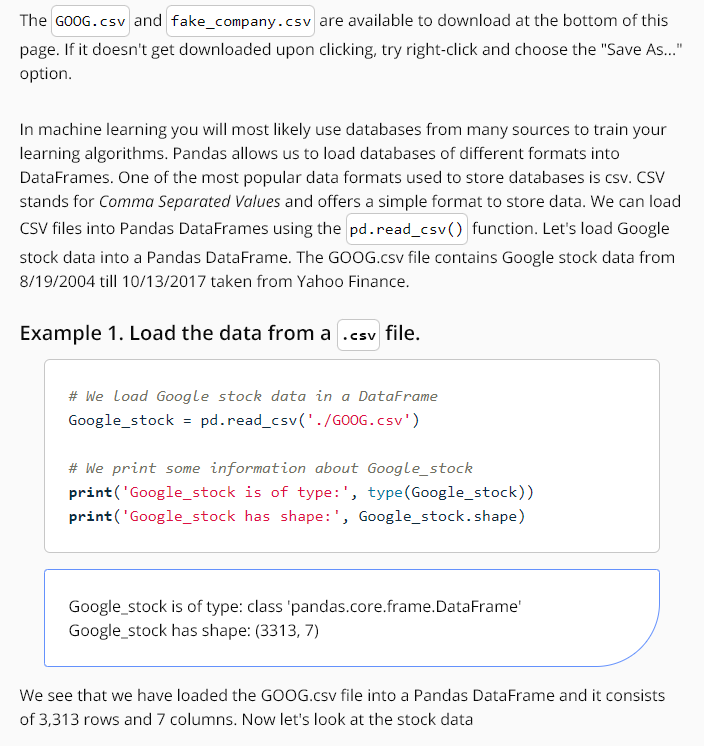 The GOOG.csv and fake_company.csv are available to download at the bottom of this
page. If it doesn't get downloaded upon clicking, try right-click and choose the "Save As..."
option.
In machine learning you will most likely use databases from many sources to train your
learning algorithms. Pandas allows us to load databases of different formats into
DataFrames. One of the most popular data formats used to store databases is csv. CSV
stands for Comma Separated Values and offers a simple format to store data. We can load
CSV files into Pandas DataFrames using the pd.read_csv() function. Let's load Google
stock data into a Pandas DataFrame. The GOOG.csv file contains Google stock data from
8/19/2004 till 10/13/2017 taken from Yahoo Finance.
Example 1. Load the data from a .csv file.
# We load Google stock data in a DataFrame
Google_stock = pd.read_csv('./GOOG.csv')
# We print some information about Google_stock
print('Google_stock is of type:', type(Google_stock))
print('Google_stock has shape:', Google_stock.shape)
Google_stock is of type: class 'pandas.core.frame.DataFrame'
Google_stock has shape: (3313, 7)
We see that we have loaded the GOOG.csv file into a Pandas DataFrame and it consists
of 3,313 rows and 7 columns. Now let's look at the stock data